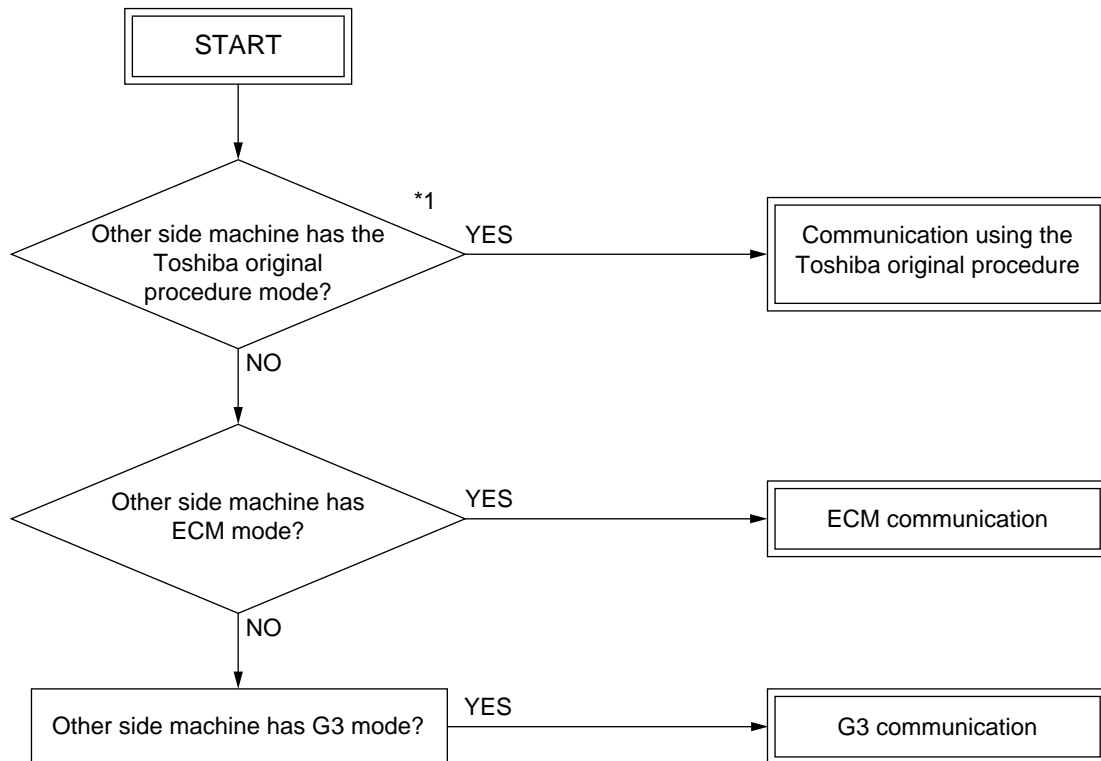 START
*1
Other side machine has the
Toshiba original
procedure mode?
YES
Communication using the
Toshiba original procedure
NO
Other side machine has
ECM mode?
YES
ECM communication
NO
Other side machine has G3 mode?
YES
G3 communication